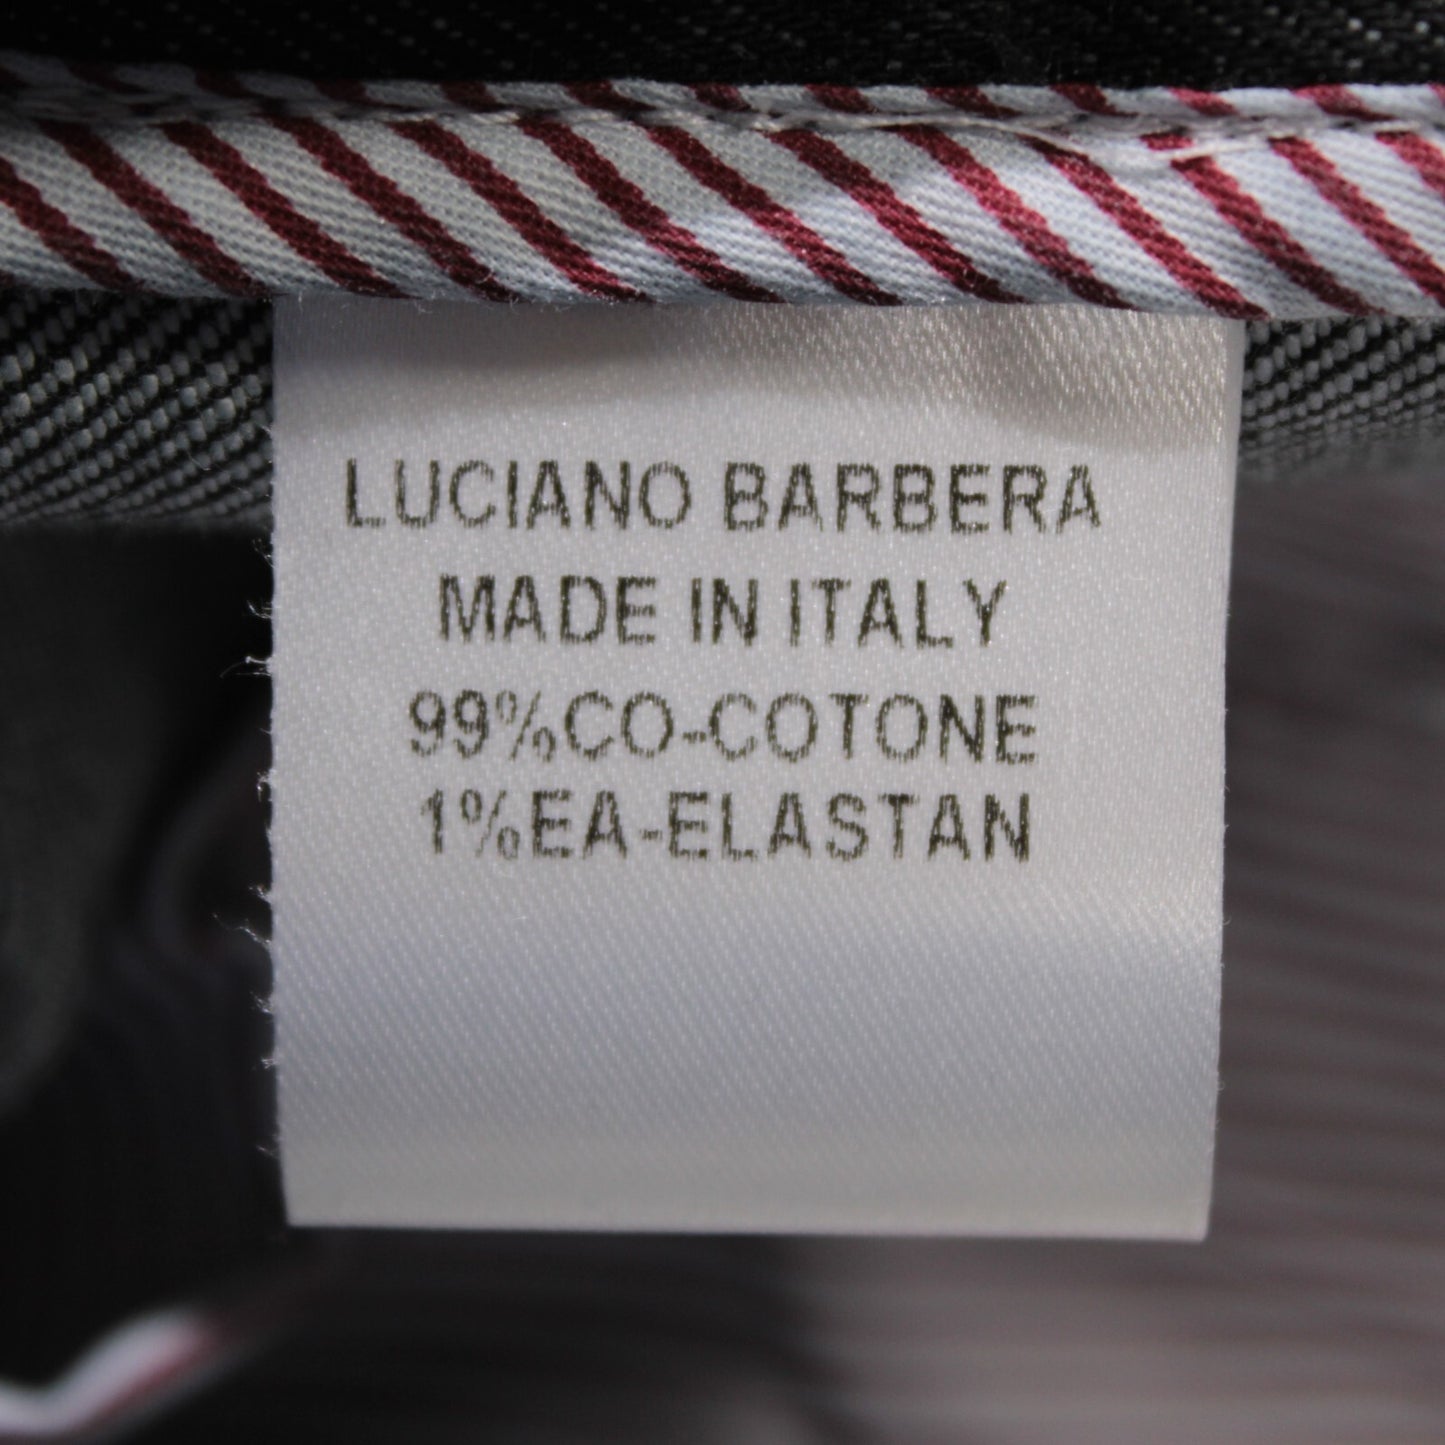 LUCIANO BARBERA
MADE IN ITALY
99%CO-COTONE
1%EA-ELASTAN